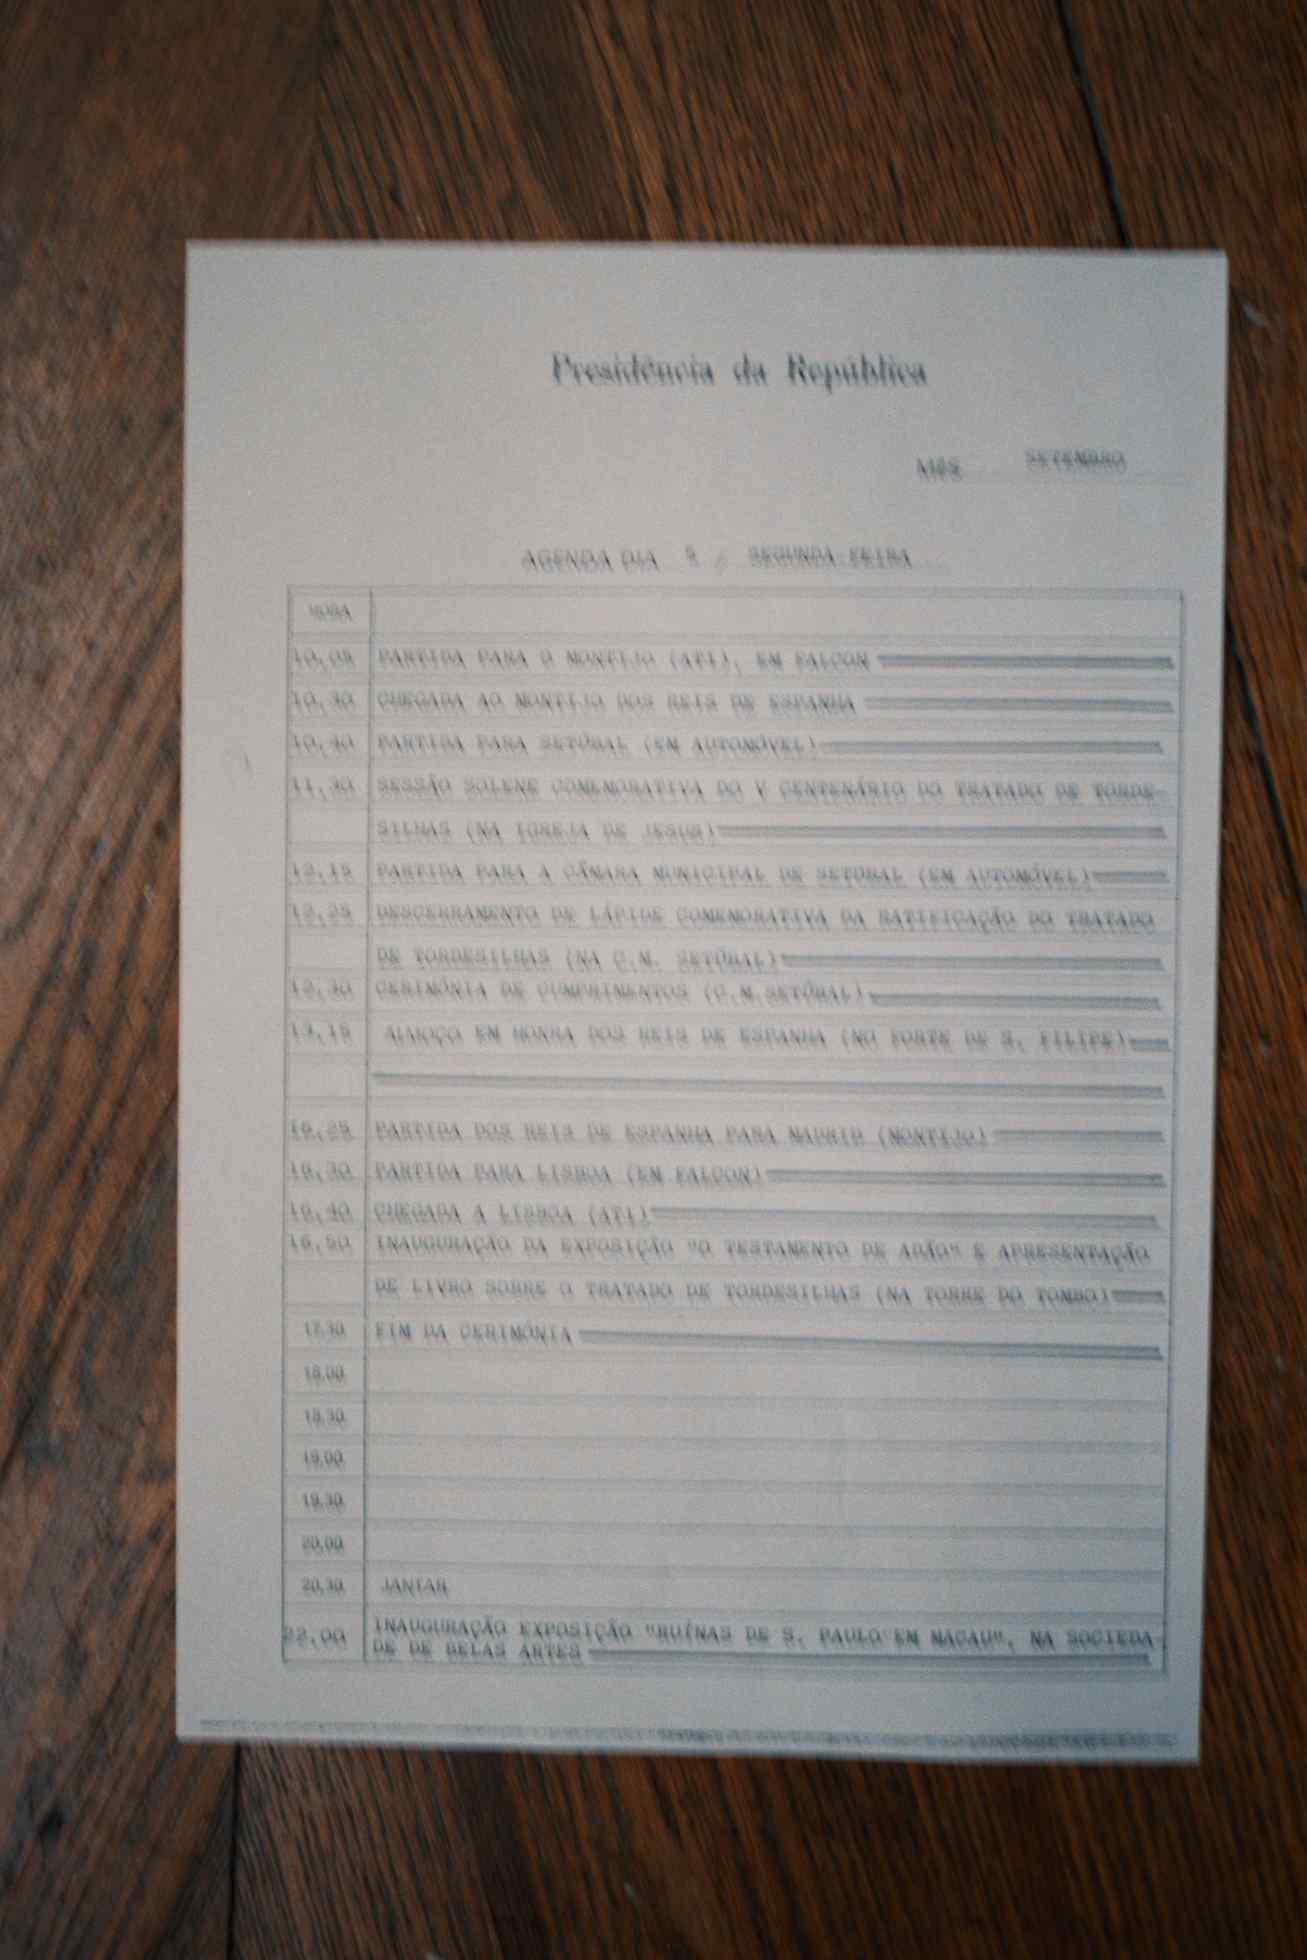 Presidência da República
MÊS SETEMBRO
AGENDA DIA 5 / SEGUNDA-FEIRA
HORA
10,05 PARTIDA PARA O MONTIJO (AT1), EM FALCON
10,30 CHEGADA AO MONTIJO DOS REIS DE ESPANHA
10,40 PARTIDA PARA SETÚBAL (EM AUTOMÓVEL)
11,30 SESSÃO SOLENE COMEMORATIVA DO V CENTENÁRIO DO TRATADO DE TORDE-
SILHAS (NA IGREJA DE JESUS)
12,15 PARTIDA PARA A CÂMARA MUNICIPAL DE SETÚBAL (EM AUTOMÓVEL)
12,25 DESCERRAMENTO DE LÁPIDE COMEMORATIVA DA RATIFICAÇÃO DO TRATADO
DE TORDESILHAS (NA C.M. SETÚBAL)
12,30 CERIMÓNIA DE CUMPRIMENTOS (C.M.SETÚBAL)
13,15 ALMOÇO EM HONRA DOS REIS DE ESPANHA (NO FORTE DE S. FILIPE)
16,25 PARTIDA DOS REIS DE ESPANHA PARA MADRID (MONTIJO)
16,30 PARTIDA PARA LISBOA (EM FALCON)
16,40 CHEGADA A LISBOA (AT1)
16,50 INAUGURAÇÃO DA EXPOSIÇÃO "O TESTAMENTO DE ADÃO" E APRESENTAÇÃO
DE LIVRO SOBRE O TRATADO DE TORDESILHAS (NA TORRE DO TOMBO)
17,30 FIM DA CERIMÓNIA
18,00
18,30
19,00
19,30
20,00
20,30 JANTAR
22,00 INAUGURAÇÃO EXPOSIÇÃO "RUÍNAS DE S. PAULO EM MACAU", NA SOCIEDA-
DE DE BELAS ARTES